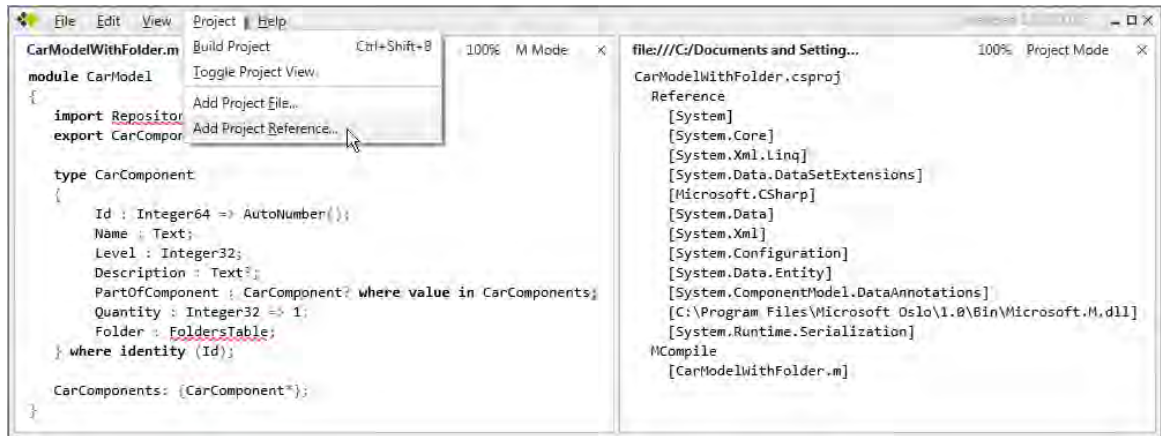 File Edit View Project Help
CarModelWithFolder.m 100% M Mode ×
Build Project Ctrl+Shift+B
Toggle Project View
Add Project File...
Add Project Reference...
module CarModel
{
import Repositor
export CarCompon
type CarComponent
{
Id : Integer64 => AutoNumber();
Name : Text;
Level : Integer32;
Description : Text?;
PartOfComponent : CarComponent? where value in CarComponents;
Quantity : Integer32 => 1;
Folder : FoldersTable;
} where identity (Id);
CarComponents: {CarComponent*};
}
file:///C:/Documents and Setting... 100% Project Mode ×
CarModelWithFolder.csproj
Reference
[System]
[System.Core]
[System.Xml.Linq]
[System.Data.DataSetExtensions]
[Microsoft.CSharp]
[System.Data]
[System.Xml]
[System.Configuration]
[System.Data.Entity]
[System.ComponentModel.DataAnnotations]
[C:\Program Files\Microsoft Oslo\1.0\Bin\Microsoft.M.dll]
[System.Runtime.Serialization]
MCompile
[CarModelWithFolder.m]